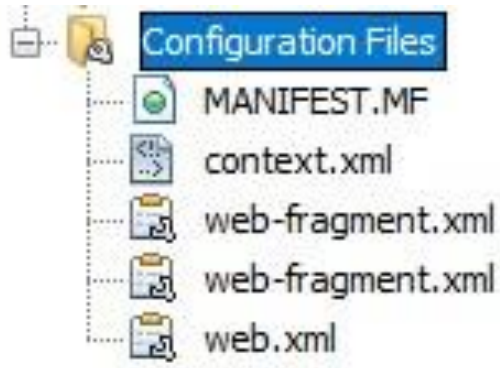 Configuration Files
MANIFEST.MF
context.xml
web-fragment.xml
web-fragment.xml
web.xml